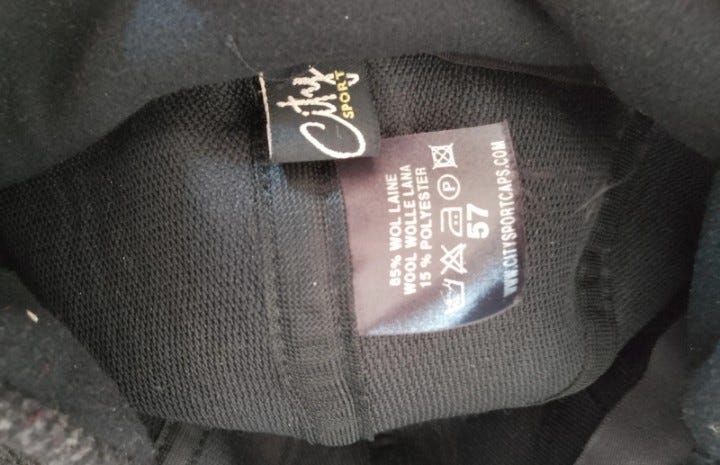 City
SPORT
85% WOL LAINE
WOOL WOLLE LANA
15 % POLYESTER
P
57
WWW.CITYSPORTCAPS.COM